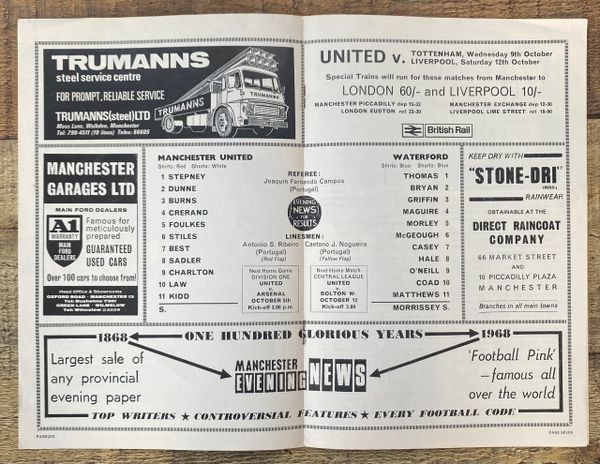 TRUMANNS
steel service centre
FOR PROMPT, RELIABLE SERVICE
TRUMANNS(steel)LTD
Moss Lane, Walkden, Manchester
Tel: 790-4511 (10 lines) Telex: 66605
TRUMANNS
UNITED v. TOTTENHAM, Wednesday 9th October
LIVERPOOL, Saturday 12th October
Special Trains will run for these matches from Manchester to
LONDON 60/- and LIVERPOOL 10/-
MANCHESTER PICCADILLY dep 15-33
LONDON EUSTON ret 23-30
MANCHESTER EXCHANGE dep 12-30
LIVERPOOL LIME STREET ret 18-00
British Rail
MANCHESTER
GARAGES LTD
MAIN FORD DEALERS
A1
WARRANTY
MAIN
FORD
DEALERS
Famous for
meticulously
prepared
GUARANTEED
USED CARS
Over 100 cars to choose from!
Head Office & Showrooms
OXFORD ROAD - MANCHESTER 13
Tel: Rusholme 7301
GREEN LANE - WILMSLOW
Tel: Wilmslow
MANCHESTER UNITED
Shirts: Red Shorts: White
1 STEPNEY
2 DUNNE
3 BURNS
4 CRERAND
5 FOULKES
6 STILES
7 BEST
8 SADLER
9 CHARLTON
10 LAW
11 KIDD
S.
REFEREE:
Joaquin Fernando Campos
(Portugal)
EVENING
NEWS
FOR
RESULTS
LINESMEN:
Antonio S. Ribeiro
(Portugal)
(Red Flag)
Caetano J. Nogueira
(Portugal)
(Yellow Flag)
Next Home Game
DIVISION ONE
UNITED
v.
ARSENAL
OCTOBER 5th
Kick-off 3.00 p.m.
Next Home Match
CENTRAL LEAGUE
UNITED
v.
BOLTON W.
OCTOBER 12
Kick-off 3.00
WATERFORD
Shirts: Blue Shorts: Blue
THOMAS 1
BRYAN 2
GRIFFIN 3
MAGUIRE 4
MORLEY 5
McGEOUGH 6
CASEY 7
HALE 8
O'NEILL 9
COAD 10
MATTHEWS 11
MORRISSEY S.
KEEP DRY WITH
"STONE-DRI"
(REGD.)
RAINWEAR
OBTAINABLE AT THE
DIRECT RAINCOAT
COMPANY
66 MARKET STREET
AND
10 PICCADILLY PLAZA
MANCHESTER
Branches in all main towns
1868 ONE HUNDRED GLORIOUS YEARS 1968
Largest sale of
any provincial
evening paper
MANCHESTER
EVENING NEWS
'Football Pink'
—famous all
over the world
TOP WRITERS ★ CONTROVERSIAL FEATURES ★ EVERY FOOTBALL CODE
PAGE SIX
PAGE SEVEN